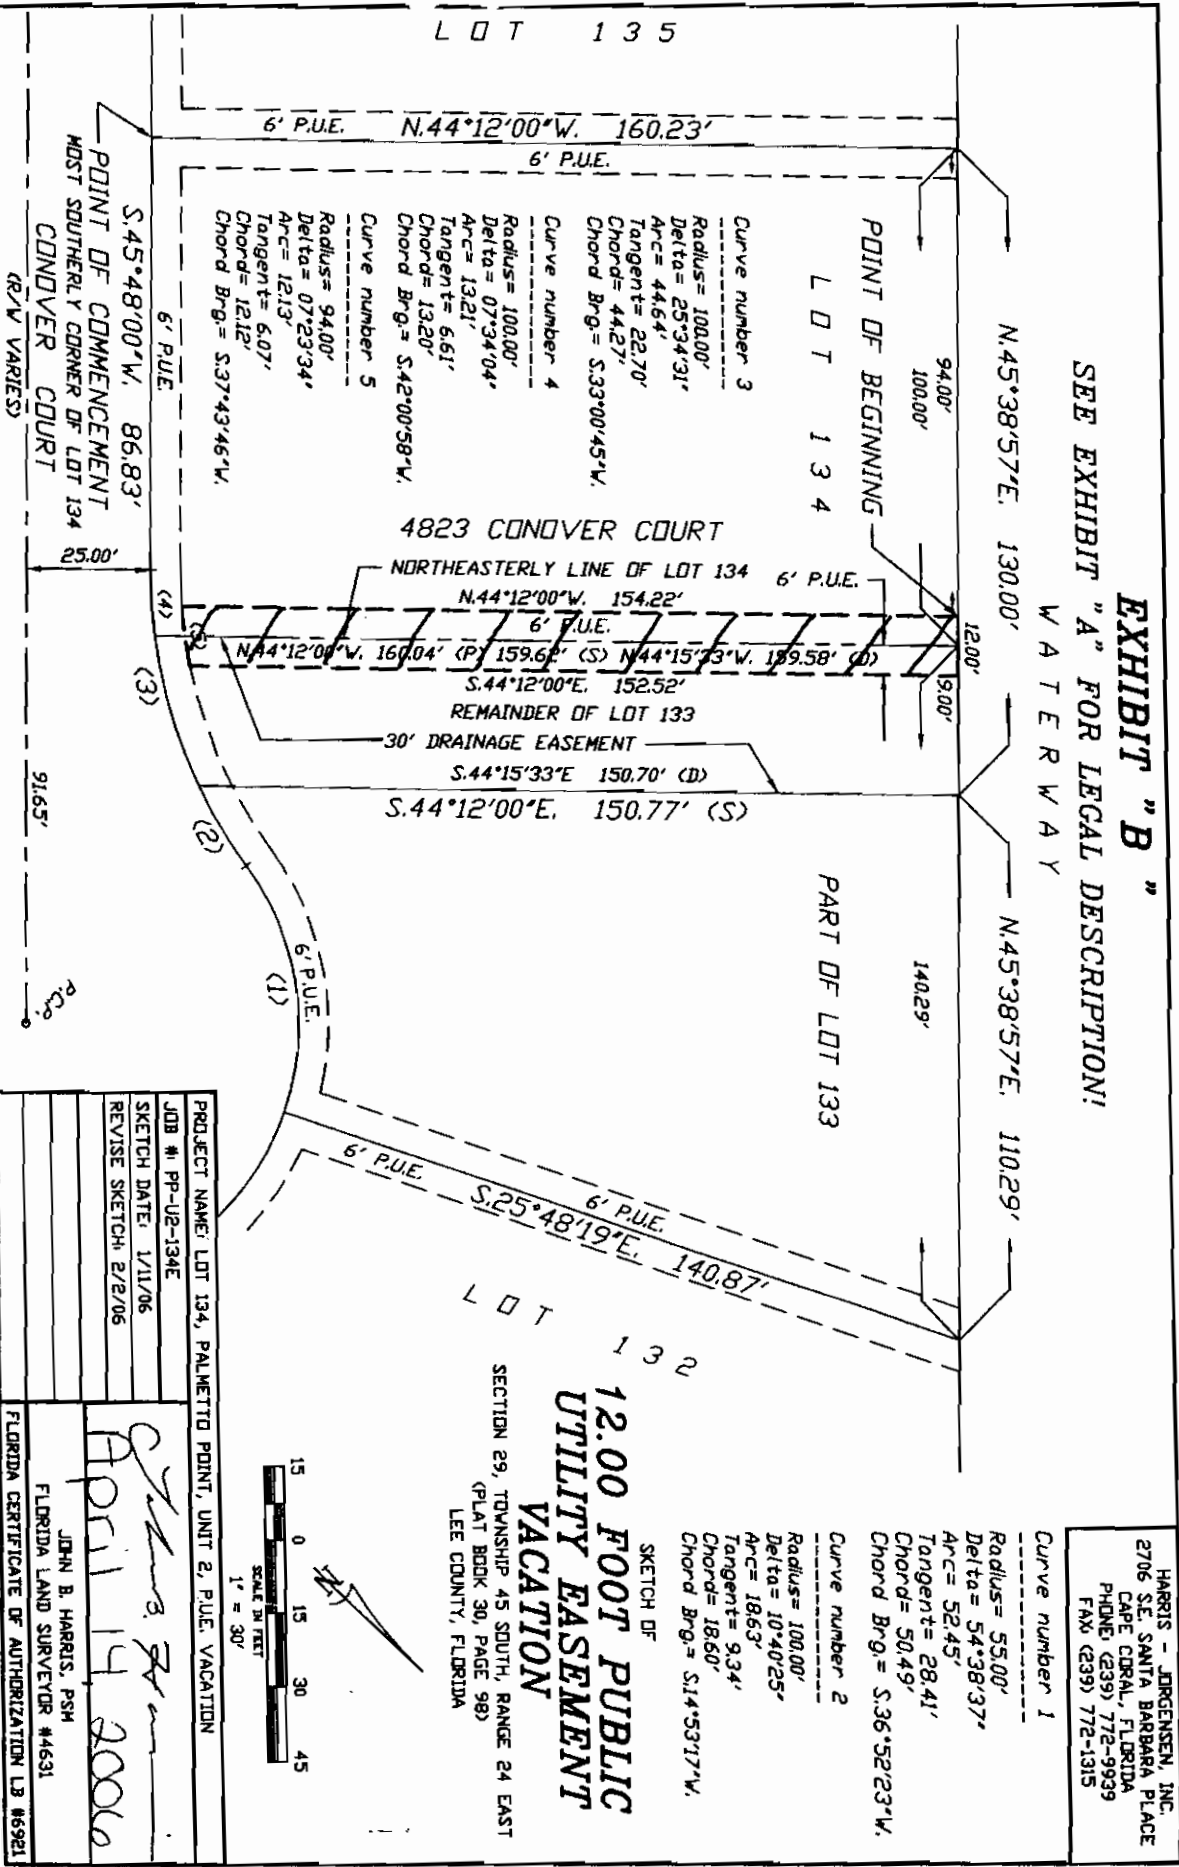 EXHIBIT "B"
SEE EXHIBIT "A" FOR LEGAL DESCRIPTION!
HARRIS - JORGENSEN, INC.
2706 S.E. SANTA BARBARA PLACE
CAPE CORAL, FLORIDA
PHONE: (239) 772-9939
FAX: (239) 772-1315
WATERWAY
N.45°38'57"E. 130.00'
N.45°38'57"E. 110.29'
94.00'
100.00'
12.00'
19.00'
140.29'
POINT OF BEGINNING
LOT 134
LOT 135
PART OF LOT 133
LOT 132
N.44°12'00"W. 160.23'
6' P.U.E.
6' P.U.E.
Curve number 3
-----------
Radius= 100.00'
Delta= 25°34'31"
Arc= 44.64'
Tangent= 22.70'
Chord= 44.27'
Chord Brg.= S.33°00'45"W.
Curve number 4
-----------
Radius= 100.00'
Delta= 07°34'04"
Arc= 13.21'
Tangent= 6.61'
Chord= 13.20'
Chord Brg.= S.42°00'58"W.
Curve number 5
-----------
Radius= 94.00'
Delta= 07°23'34"
Arc= 12.13'
Tangent= 6.07'
Chord= 12.12'
Chord Brg.= S.37°43'46"W.
4823 CONOVER COURT
NORTHEASTERLY LINE OF LOT 134
6' P.U.E.
N.44°12'00"W. 154.22'
6' P.U.E.
N.44°12'00"W. 160.04' (P) 159.62' (S) N.44°15'33"W. 159.58' (D)
S.44°12'00"E. 152.52'
REMAINDER OF LOT 133
30' DRAINAGE EASEMENT
S.44°15'33"E 150.70' (D)
S.44°12'00"E. 150.77' (S)
6' P.U.E.
S.45°48'00"W. 86.83'
POINT OF COMMENCEMENT
MOST SOUTHERLY CORNER OF LOT 134
CONOVER COURT
(R/W VARIES)
25.00'
(4)
(5)
(3)
(2)
(1)
91.65'
P.C.P.
6' P.U.E.
6' P.U.E.
6' P.U.E.
S.25°48'19"E. 140.87'
Curve number 1
-----------
Radius= 55.00'
Delta= 54°38'37"
Arc= 52.45'
Tangent= 28.41'
Chord= 50.49'
Chord Brg.= S.36°52'23"W.
Curve number 2
-----------
Radius= 100.00'
Delta= 10°40'25"
Arc= 18.63'
Tangent= 9.34'
Chord= 18.60'
Chord Brg.= S.14°53'17"W.
SKETCH OF
12.00 FOOT PUBLIC
UTILITY EASEMENT
VACATION
SECTION 29, TOWNSHIP 45 SOUTH, RANGE 24 EAST
(PLAT BOOK 30, PAGE 98)
LEE COUNTY, FLORIDA
N
15 0 15 30 45
SCALE IN FEET
1" = 30'
PROJECT NAME: LOT 134, PALMETTO POINT, UNIT 2, P.U.E. VACATION
JOB #: PP-U2-134E
SKETCH DATE: 1/11/06
REVISE SKETCH: 2/2/06
April 14 2006
JOHN B. HARRIS, PSM
FLORIDA LAND SURVEYOR #4631
FLORIDA CERTIFICATE OF AUTHORIZATION LB #6921